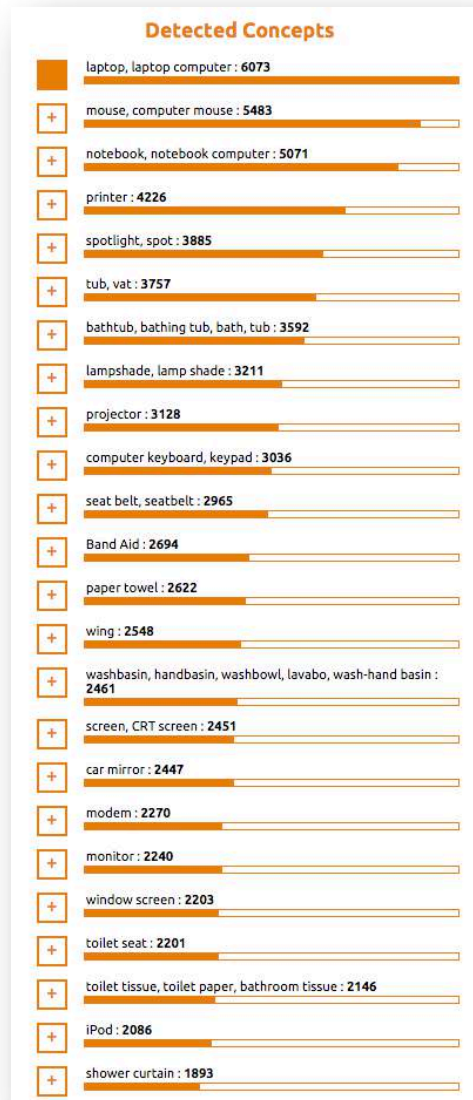 Detected Concepts
laptop, laptop computer : 6073
+ mouse, computer mouse : 5483
+ notebook, notebook computer : 5071
+ printer : 4226
+ spotlight, spot : 3885
+ tub, vat : 3757
+ bathtub, bathing tub, bath, tub : 3592
+ lampshade, lamp shade : 3211
+ projector : 3128
+ computer keyboard, keypad : 3036
+ seat belt, seatbelt : 2965
+ Band Aid : 2694
+ paper towel : 2622
+ wing : 2548
+ washbasin, handbasin, washbowl, lavabo, wash-hand basin :
2461
+ screen, CRT screen : 2451
+ car mirror : 2447
+ modem : 2270
+ monitor : 2240
+ window screen : 2203
+ toilet seat : 2201
+ toilet tissue, toilet paper, bathroom tissue : 2146
+ iPod : 2086
+ shower curtain : 1893